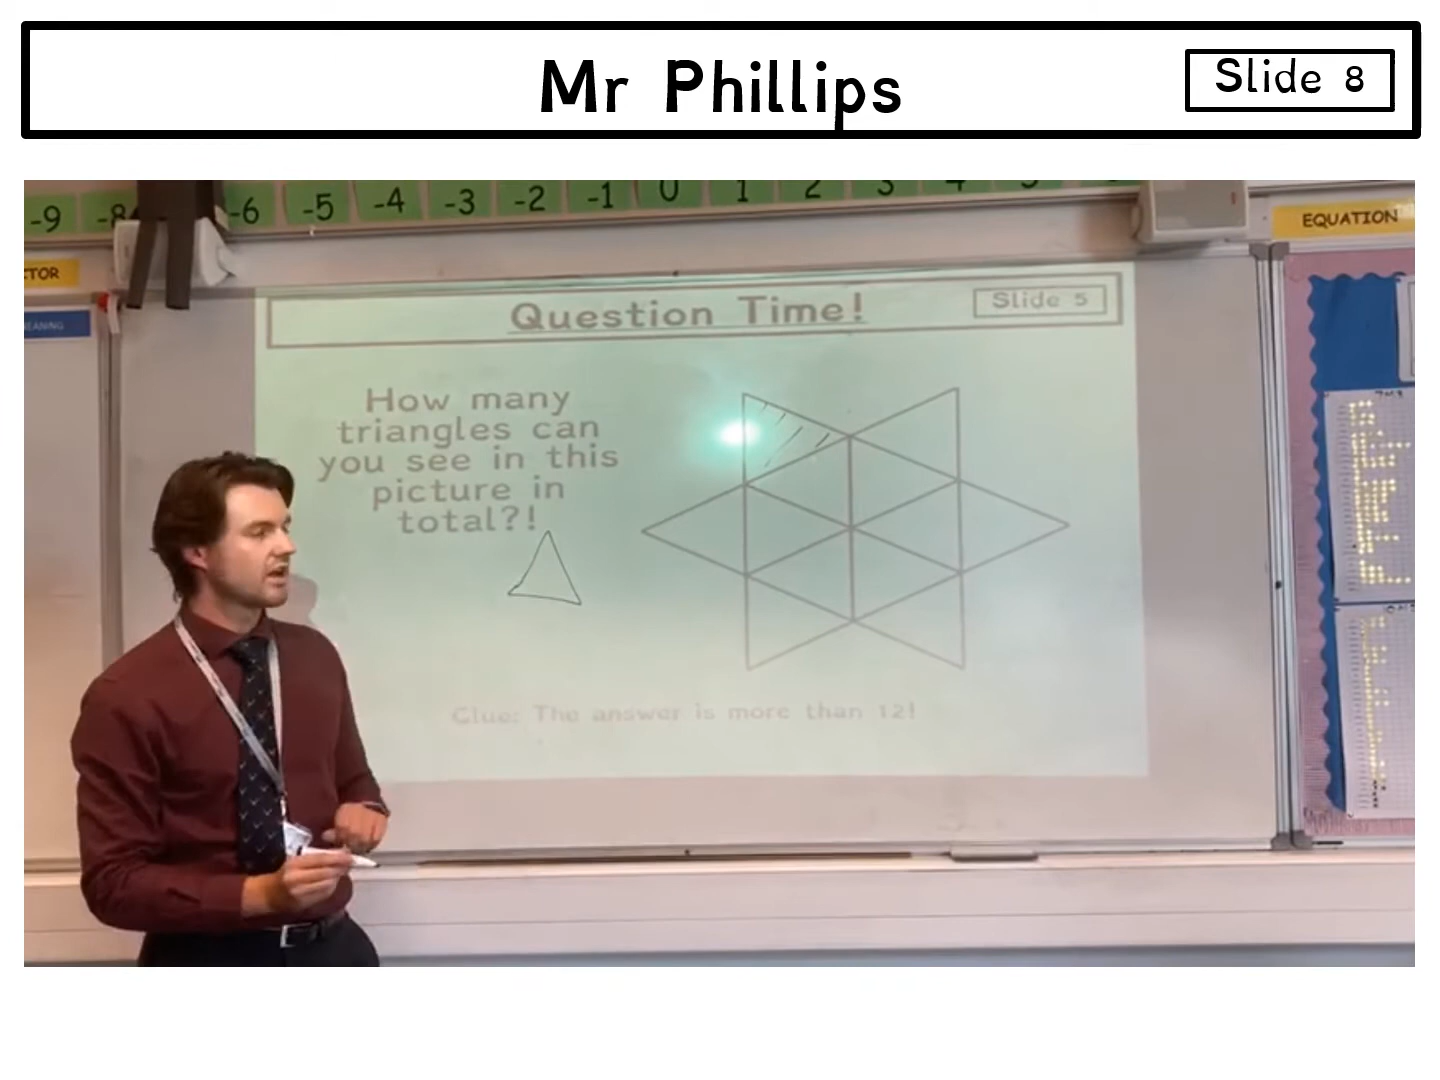 Mr Phillips
Slide 8
-9 -8 -6 -5 -4 -3 -2 -1 0 1 2 3 4
EQUATION
Question Time!
Slide 5
How many
triangles can
you see in this
picture in
total?!
Clue: The answer is more than 12!